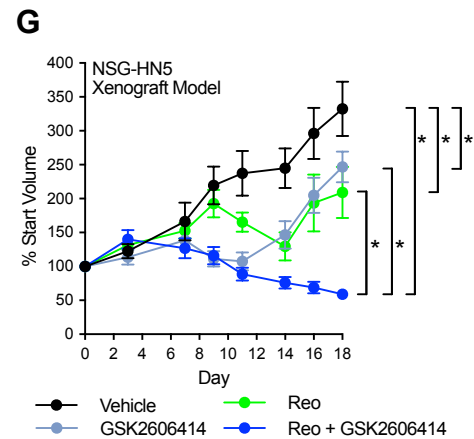 G
NSG-HN5
Xenograft Model
% Start Volume
400
350
300
250
200
150
100
50
0
0 2 4 6 8 10 12 14 16 18
Day
* * *
* *
Vehicle Reo
GSK2606414 Reo + GSK2606414